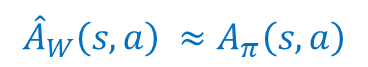 Â_W(s, a) ≈ A_π(s, a)